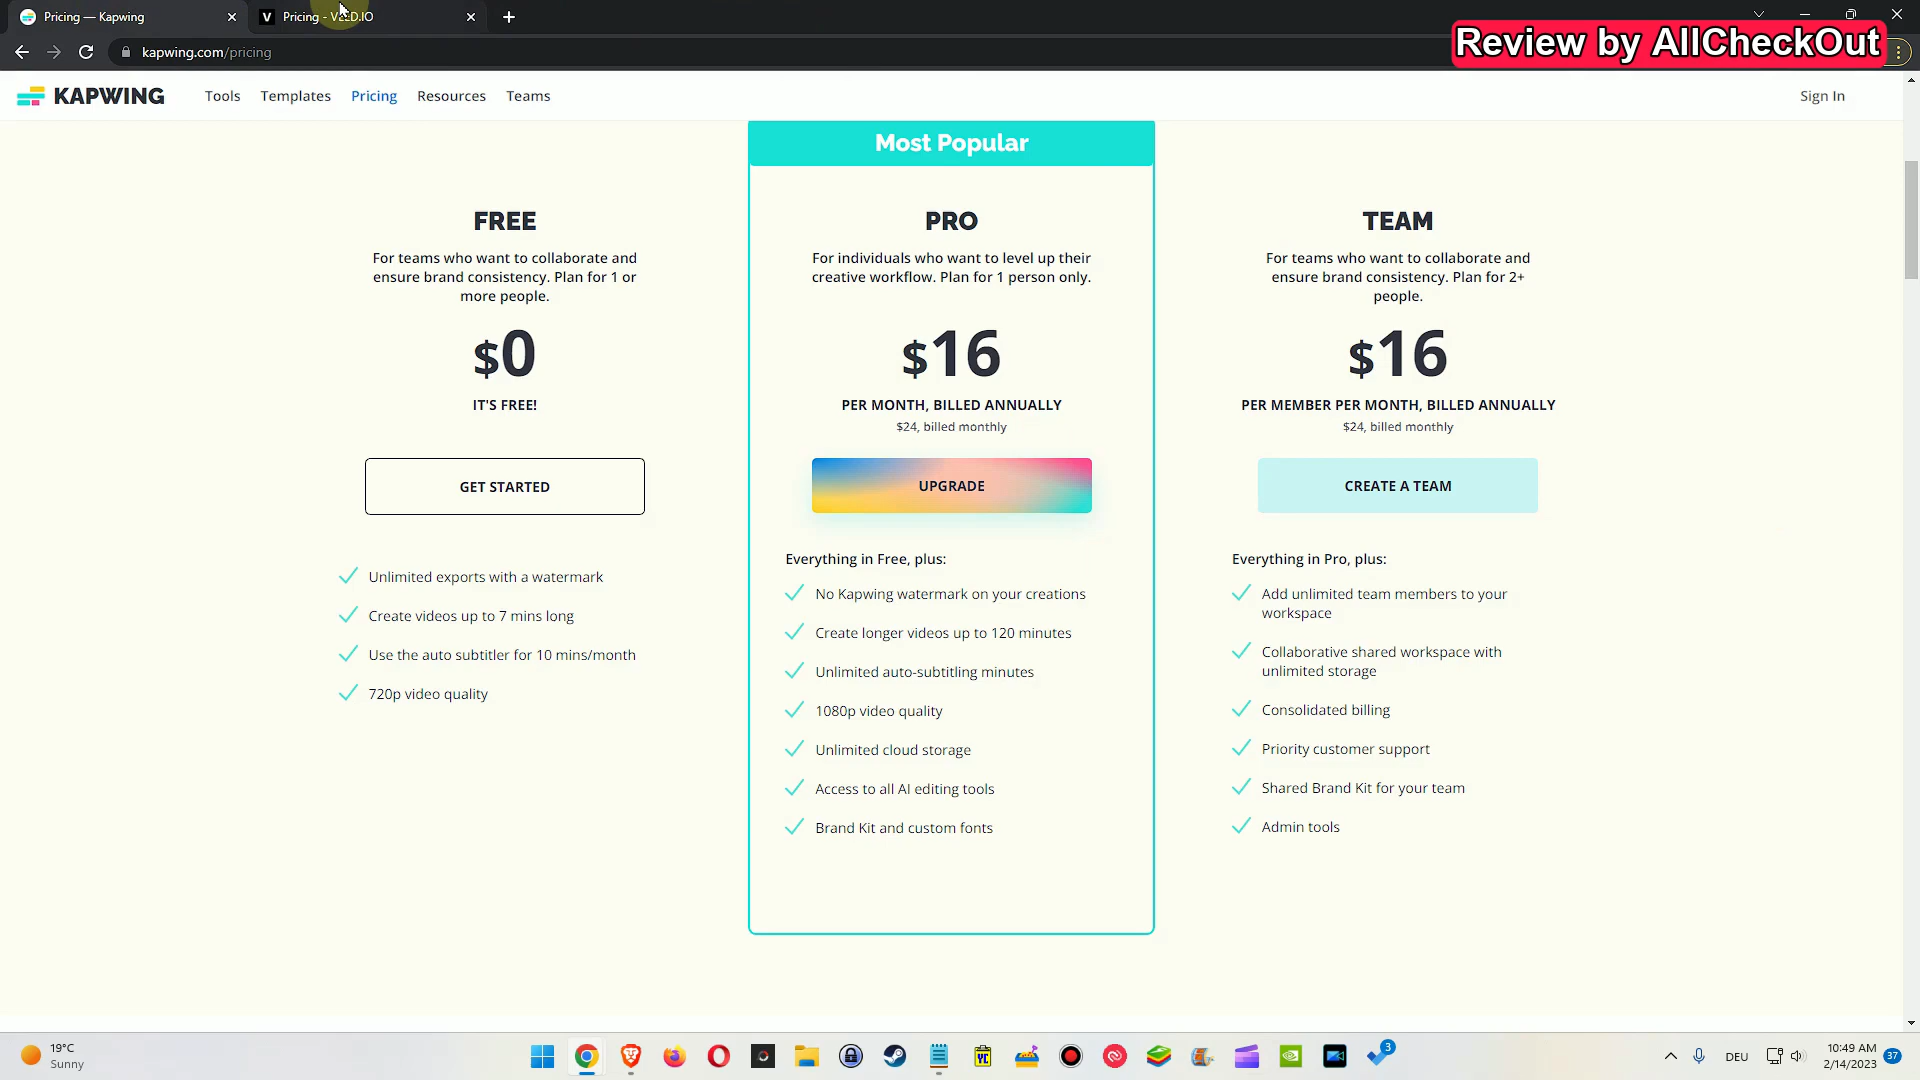 Pricing — Kapwing
Pricing - VEED.IO
kapwing.com/pricing
Review by AllCheckOut
KAPWING
Tools
Templates
Pricing
Resources
Teams
Sign In
Most Popular
FREE
For teams who want to collaborate and
ensure brand consistency. Plan for 1 or
more people.
$0
IT'S FREE!
GET STARTED
Unlimited exports with a watermark
Create videos up to 7 mins long
Use the auto subtitler for 10 mins/month
720p video quality
PRO
For individuals who want to level up their
creative workflow. Plan for 1 person only.
$16
PER MONTH, BILLED ANNUALLY
$24, billed monthly
UPGRADE
Everything in Free, plus:
No Kapwing watermark on your creations
Create longer videos up to 120 minutes
Unlimited auto-subtitling minutes
1080p video quality
Unlimited cloud storage
Access to all AI editing tools
Brand Kit and custom fonts
TEAM
For teams who want to collaborate and
ensure brand consistency. Plan for 2+
people.
$16
PER MEMBER PER MONTH, BILLED ANNUALLY
$24, billed monthly
CREATE A TEAM
Everything in Pro, plus:
Add unlimited team members to your
workspace
Collaborative shared workspace with
unlimited storage
Consolidated billing
Priority customer support
Shared Brand Kit for your team
Admin tools
19°C
Sunny
YC
3
DEU
10:49 AM
2/14/2023
37